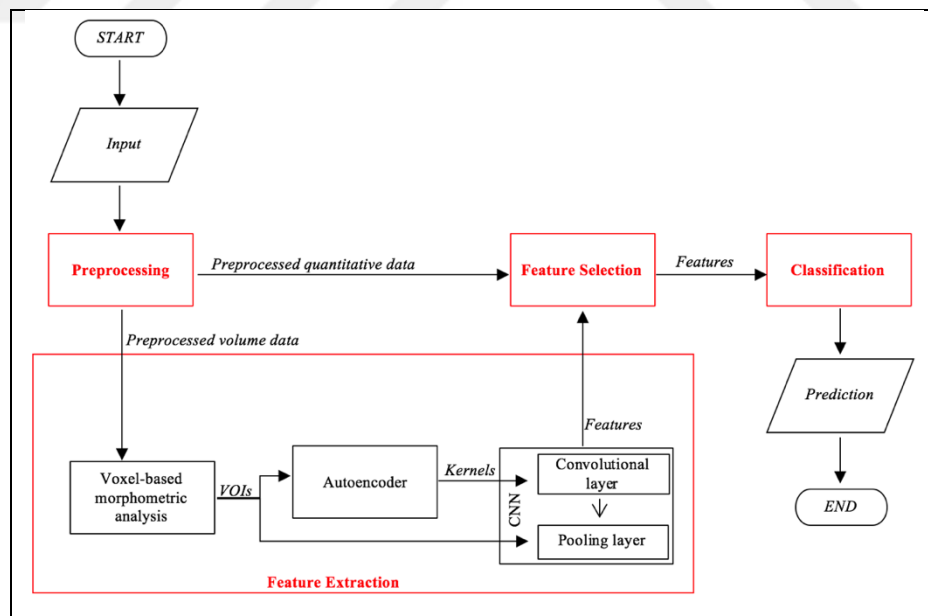 START
Input
Preprocessing
Preprocessed quantitative data
Feature Selection
Features
Classification
Preprocessed volume data
Prediction
Features
Voxel-based
morphometric
analysis
VOIs
Autoencoder
Kernels
CNN
Convolutional
layer
Pooling layer
END
Feature Extraction